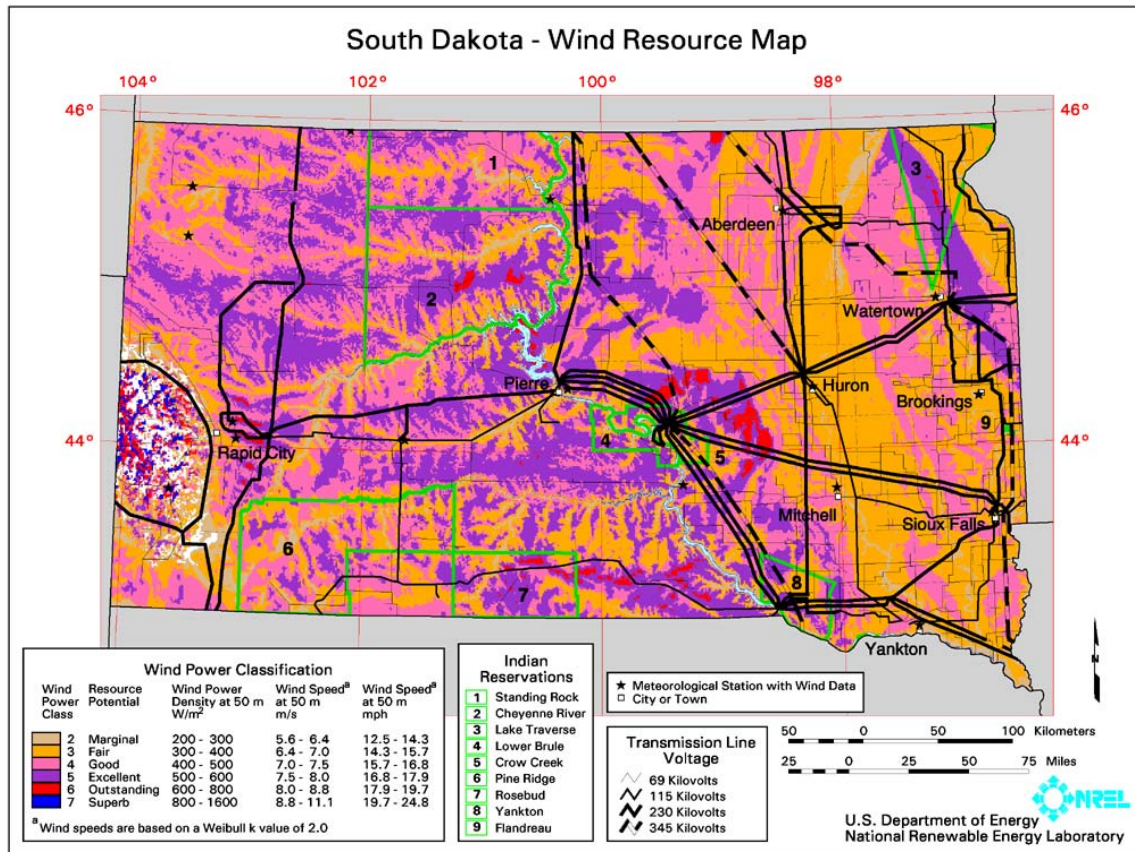 South Dakota - Wind Resource Map
104° 102° 100° 98°
46° 46°
1
3
Aberdeen
2
Watertown
Pierre
Huron
Brookings
4
9
44° 44°
Rapid City
5
Mitchell
Sioux Falls
6
8
7
Yankton
Wind Power Classification
Wind Power Class Resource Potential Wind Power Density at 50 m W/m² Wind Speedᵃ at 50 m m/s Wind Speedᵃ at 50 m mph
2 Marginal 200 - 300 5.6 - 6.4 12.5 - 14.3
3 Fair 300 - 400 6.4 - 7.0 14.3 - 15.7
4 Good 400 - 500 7.0 - 7.5 15.7 - 16.8
5 Excellent 500 - 600 7.5 - 8.0 16.8 - 17.9
6 Outstanding 600 - 800 8.0 - 8.8 17.9 - 19.7
7 Superb 800 - 1600 8.8 - 11.1 19.7 - 24.8
ᵃ Wind speeds are based on a Weibull k value of 2.0
Indian
Reservations
1 Standing Rock
2 Cheyenne River
3 Lake Traverse
4 Lower Brule
5 Crow Creek
6 Pine Ridge
7 Rosebud
8 Yankton
9 Flandreau
Meteorological Station with Wind Data
City or Town
Transmission Line
Voltage
69 Kilovolts
115 Kilovolts
230 Kilovolts
345 Kilovolts
N
50 0 50 100 Kilometers
25 0 25 50 75 Miles
NREL
U.S. Department of Energy
National Renewable Energy Laboratory